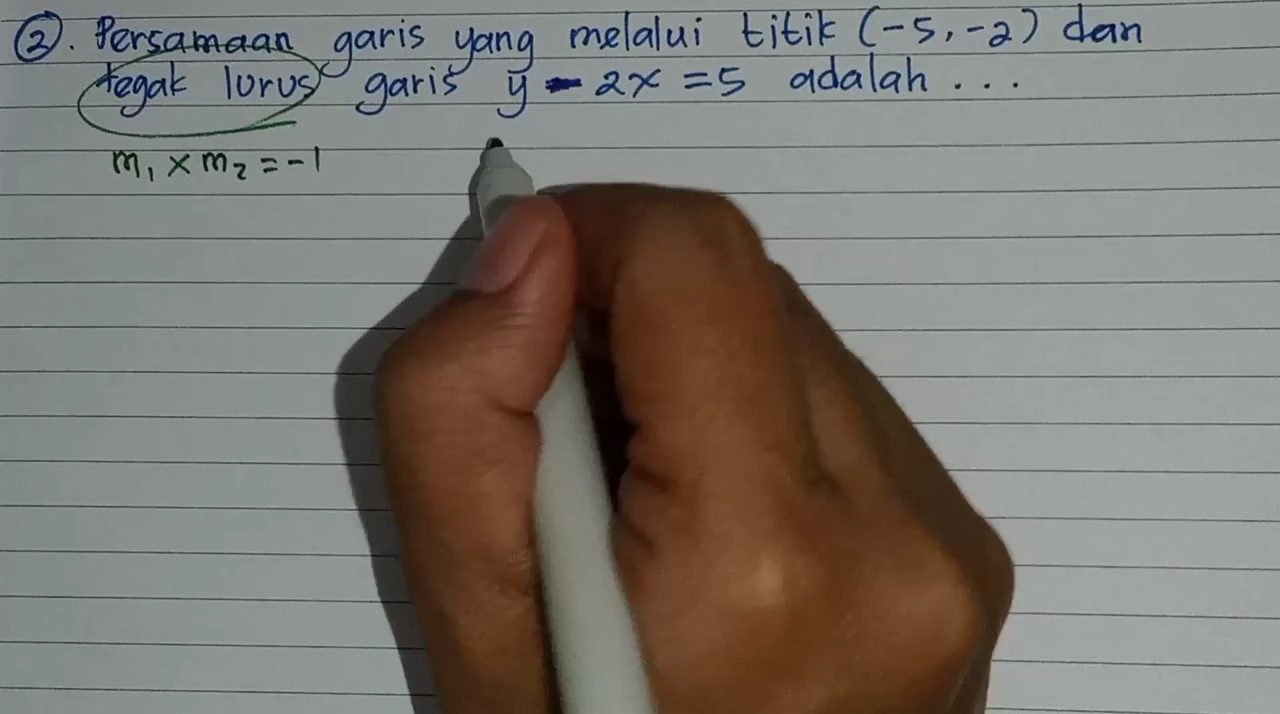 ②. Persamaan garis yang melalui titik (-5,-2) dan
tegak lurus garis y - 2x = 5 adalah ...
m₁ × m₂ = -1